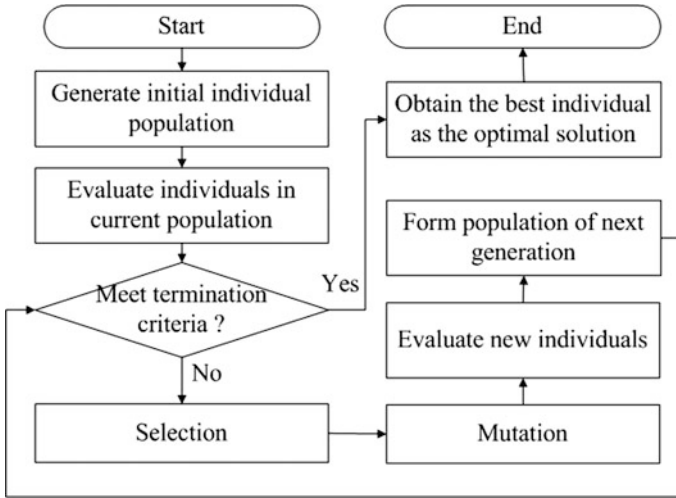 Start
Generate initial individual
population
Evaluate individuals in
current population
Meet termination
criteria ?
Yes
No
Selection
Mutation
Evaluate new individuals
Form population of next
generation
Obtain the best individual
as the optimal solution
End